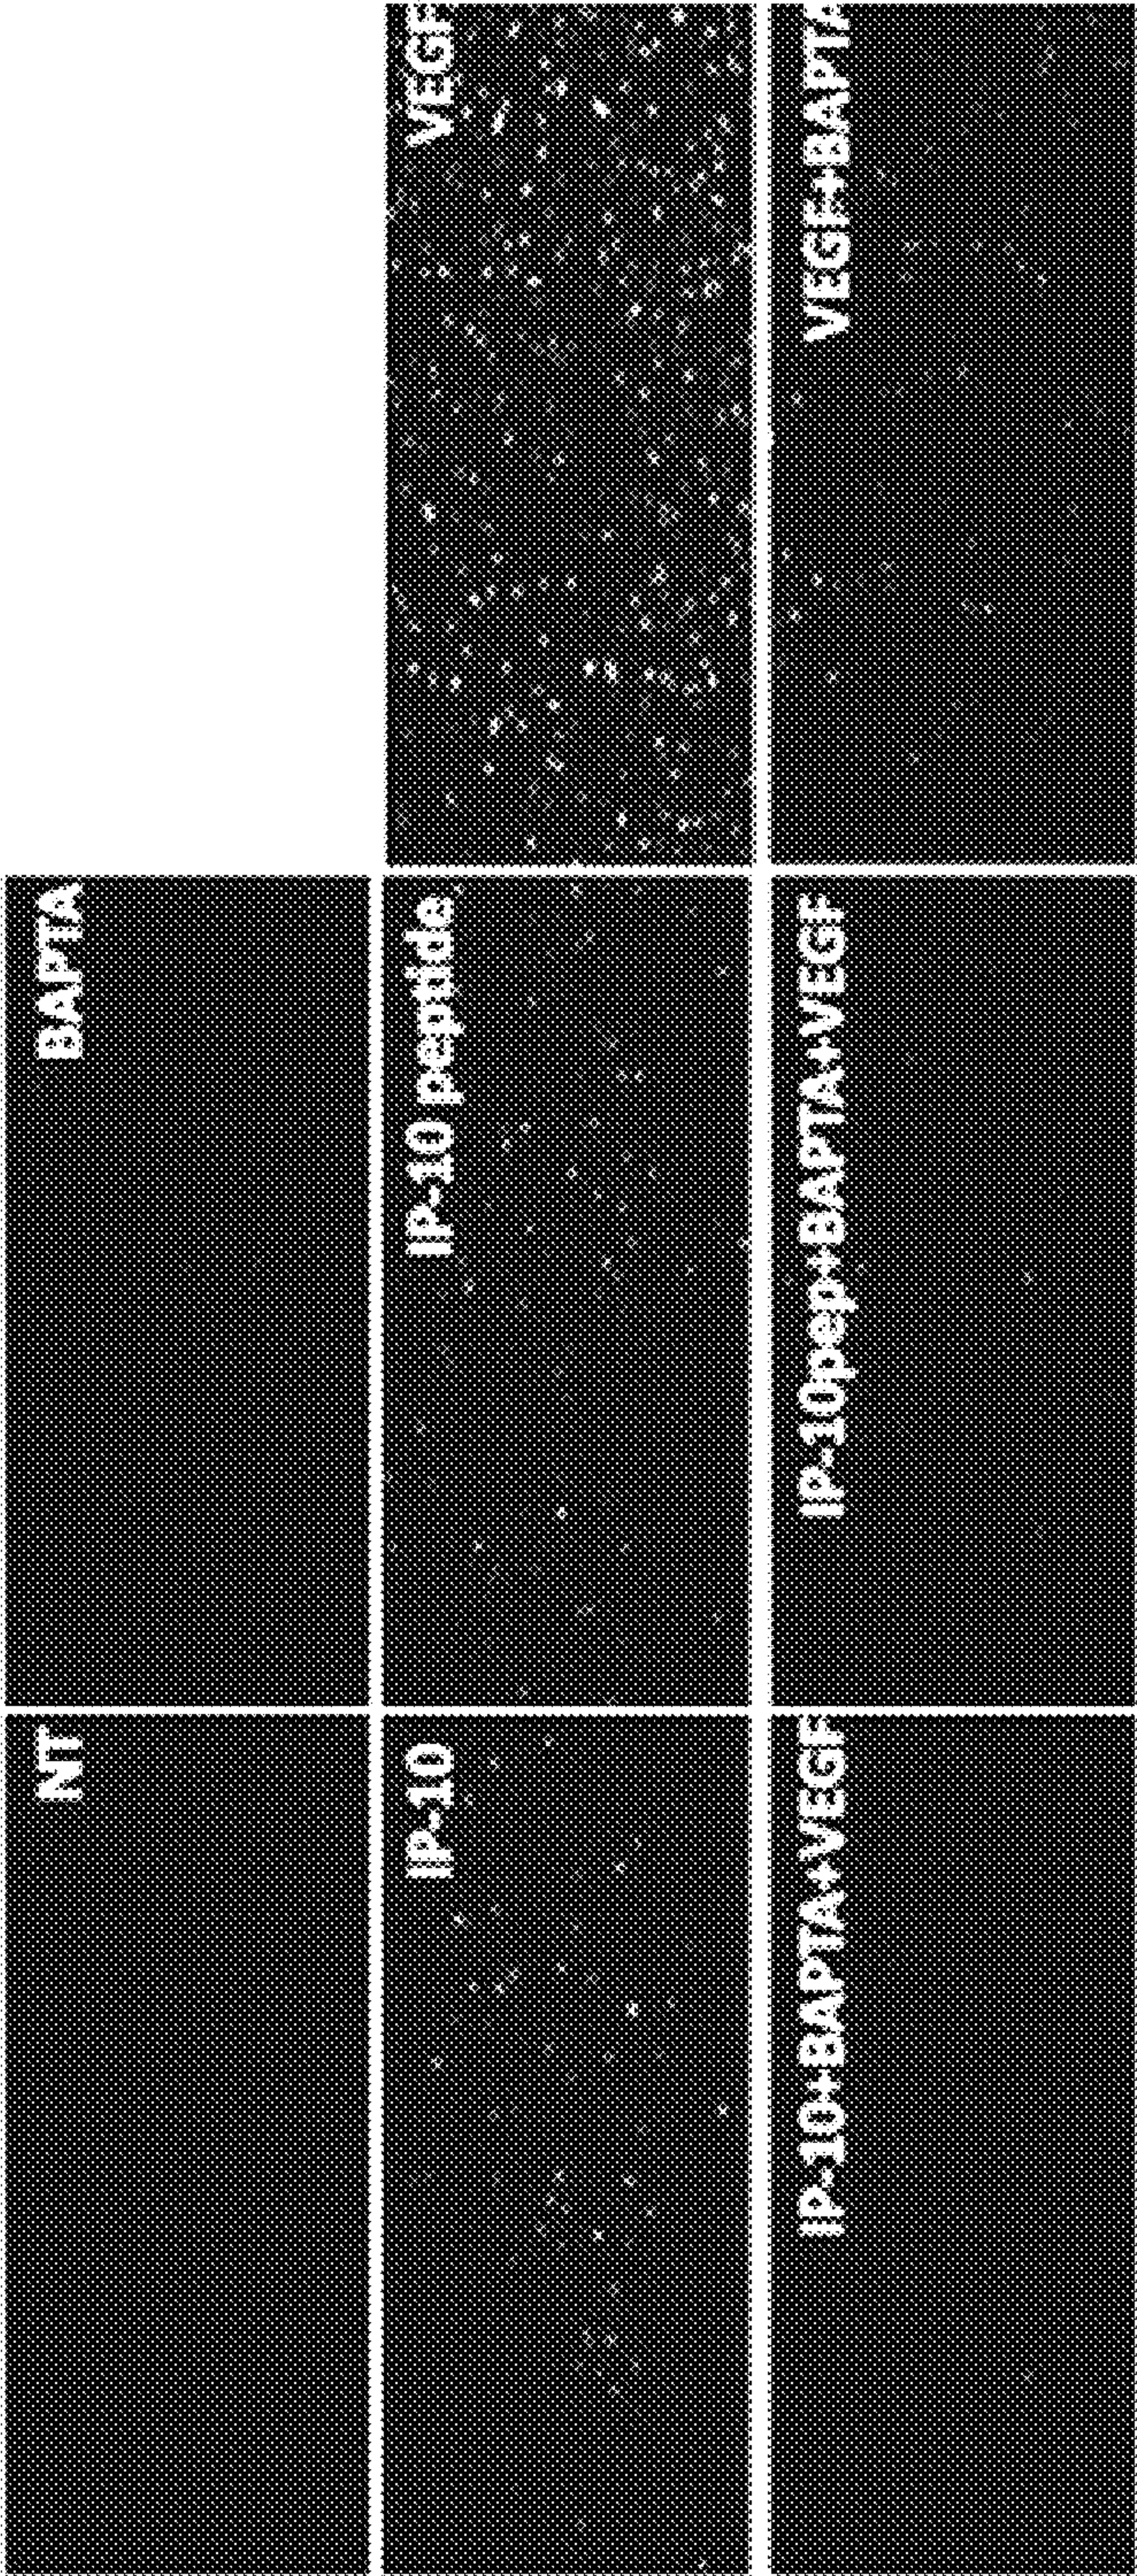 NT
BAPTA
IP-10
IP-10 peptide
VEGF
IP-10+BAPTA+VEGF
IP-10pep+BAPTA+VEGF
VEGF+BAPTA